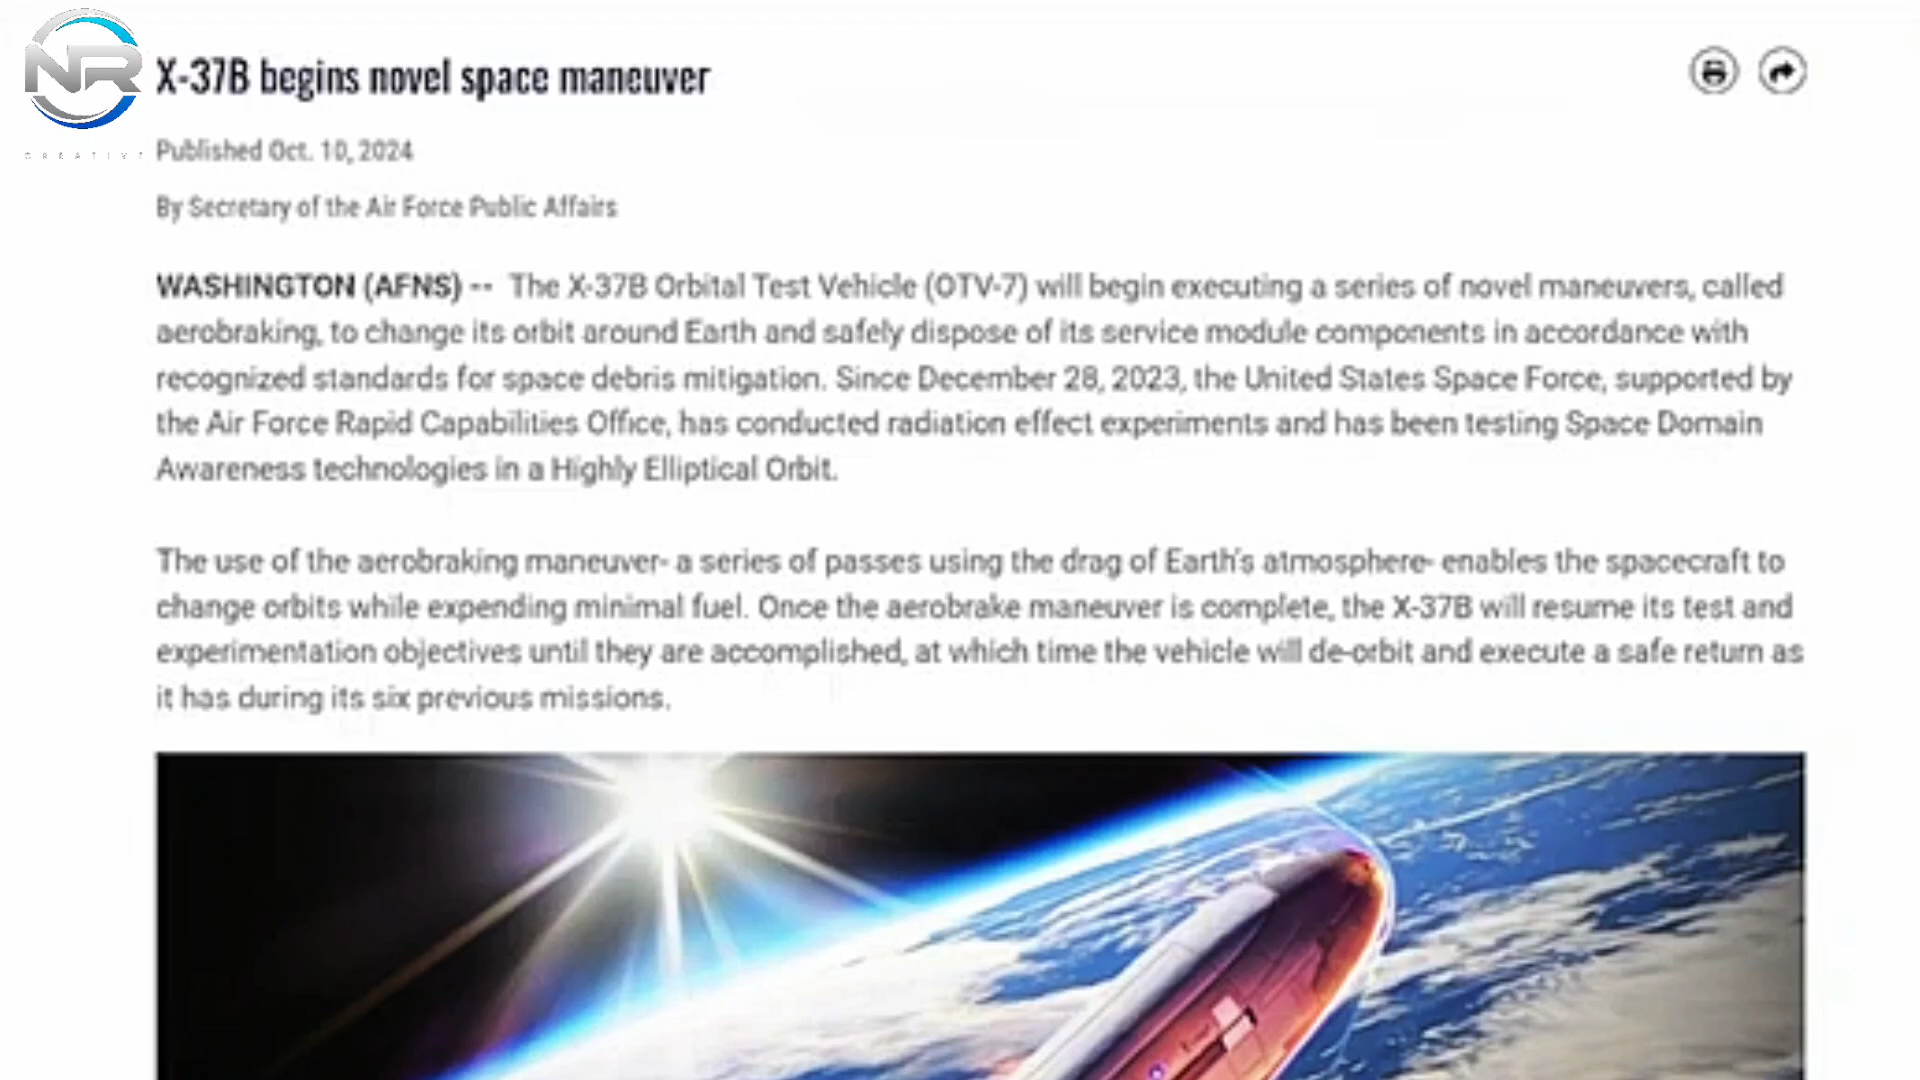 NR
CREATIVE
X-37B begins novel space maneuver
Published Oct. 10, 2024
By Secretary of the Air Force Public Affairs
WASHINGTON (AFNS) -- The X-37B Orbital Test Vehicle (OTV-7) will begin executing a series of novel maneuvers, called
aerobraking, to change its orbit around Earth and safely dispose of its service module components in accordance with
recognized standards for space debris mitigation. Since December 28, 2023, the United States Space Force, supported by
the Air Force Rapid Capabilities Office, has conducted radiation effect experiments and has been testing Space Domain
Awareness technologies in a Highly Elliptical Orbit.
The use of the aerobraking maneuver- a series of passes using the drag of Earth's atmosphere- enables the spacecraft to
change orbits while expending minimal fuel. Once the aerobrake maneuver is complete, the X-37B will resume its test and
experimentation objectives until they are accomplished, at which time the vehicle will de-orbit and execute a safe return as
it has during its six previous missions.